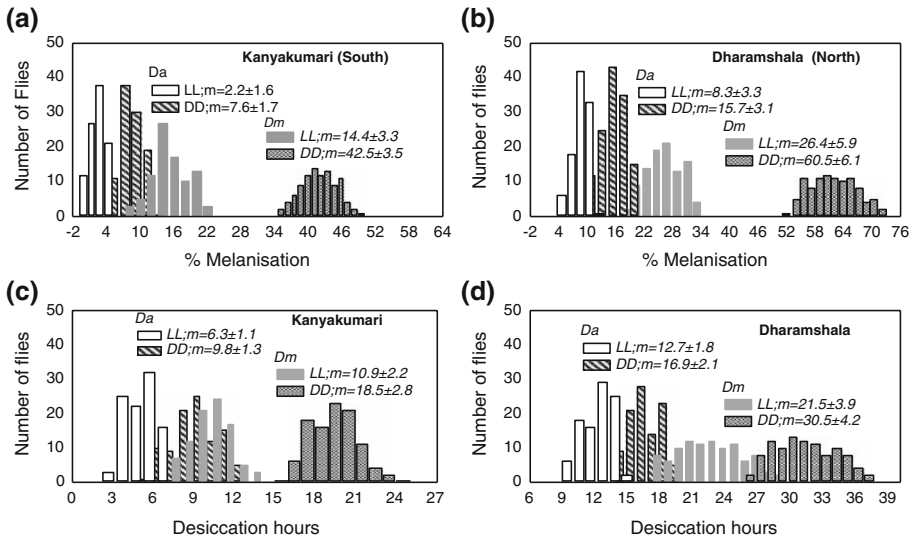 (a)
Kanyakumari (South)
Da
LL;m=2.2±1.6
DD;m=7.6±1.7
Dm
LL;m=14.4±3.3
DD;m=42.5±3.5
Number of Flies
50
40
30
20
10
0
-2 4 10 16 22 28 34 40 46 52 58 64
% Melanisation
(b)
Dharamshala (North)
Da
LL;m=8.3±3.3
DD;m=15.7±3.1
Dm
LL;m=26.4±5.9
DD;m=60.5±6.1
Number of Flies
50
40
30
20
10
0
-2 4 10 16 22 28 34 40 46 52 58 64 70 76
% Melanisation
(c)
Kanyakumari
Da
LL;m=6.3±1.1
DD;m=9.8±1.3
Dm
LL;m=10.9±2.2
DD;m=18.5±2.8
Number of flies
50
40
30
20
10
0
0 3 6 9 12 15 18 21 24 27
Desiccation hours
(d)
Dharamshala
Da
LL;m=12.7±1.8
DD;m=16.9±2.1
Dm
LL;m=21.5±3.9
DD;m=30.5±4.2
Number of flies
50
40
30
20
10
0
6 9 12 15 18 21 24 27 30 33 36 39
Desiccation hours